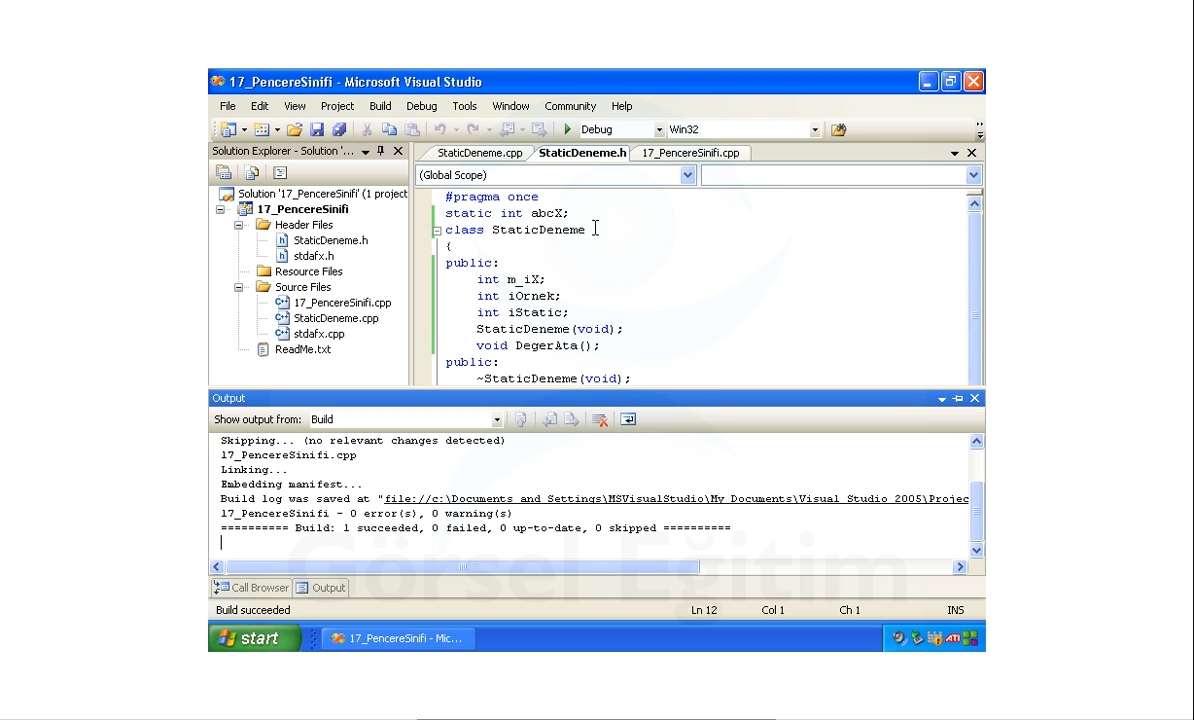 17_PencereSinifi - Microsoft Visual Studio
File Edit View Project Build Debug Tools Window Community Help
Debug Win32
Solution Explorer - Solution '...
StaticDeneme.cpp StaticDeneme.h 17_PencereSinifi.cpp
(Global Scope)
Solution '17_PencereSinifi' (1 project
17_PencereSinifi
Header Files
StaticDeneme.h
stdafx.h
Resource Files
Source Files
17_PencereSinifi.cpp
StaticDeneme.cpp
stdafx.cpp
ReadMe.txt
#pragma once
static int abcX;
class StaticDeneme
{
public:
int m_iX;
int iOrnek;
int iStatic;
StaticDeneme(void);
void DegerAta();
public:
~StaticDeneme(void);
Output
Show output from: Build
Skipping... (no relevant changes detected)
17_PencereSinifi.cpp
Linking...
Embedding manifest...
Build log was saved at "file://c:\Documents and Settings\MSVisualStudio\My Documents\Visual Studio 2005\Projec
17_PencereSinifi - 0 error(s), 0 warning(s)
========== Build: 1 succeeded, 0 failed, 0 up-to-date, 0 skipped ==========
Görsel Eğitim
Call Browser Output
Build succeeded Ln 12 Col 1 Ch 1 INS
start 17_PencereSinifi - Mic... ATI